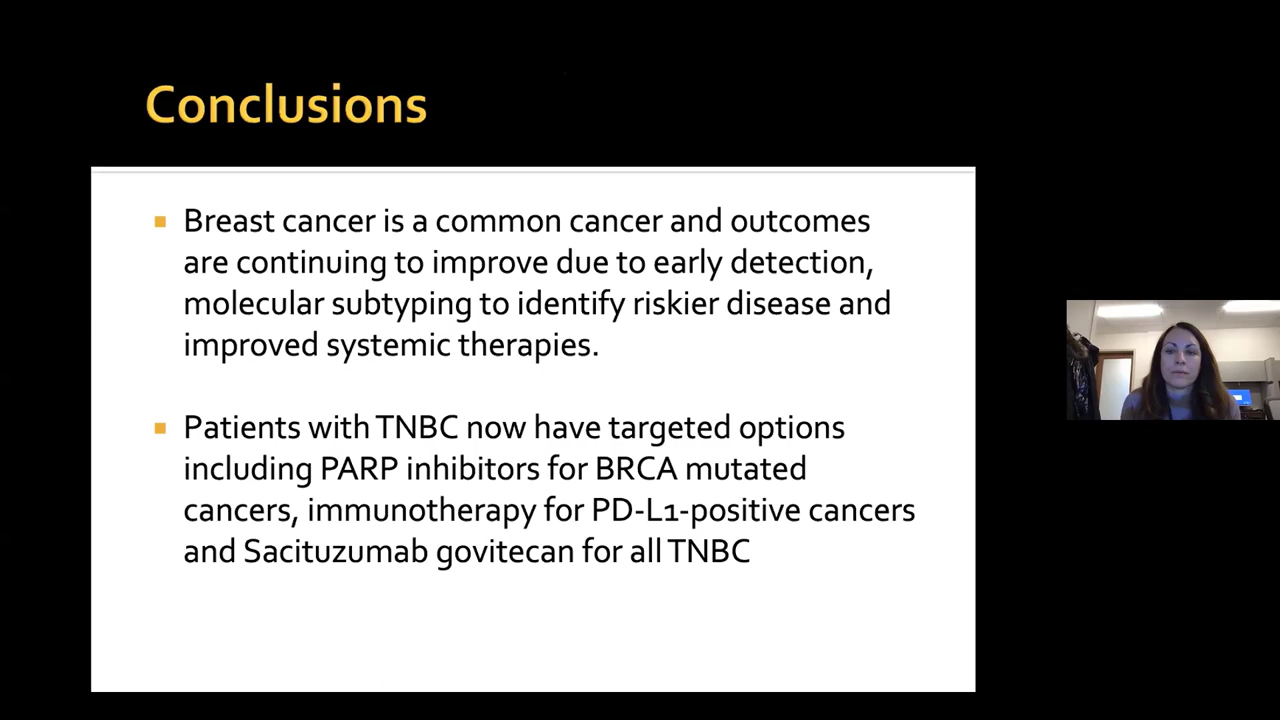 Conclusions
Breast cancer is a common cancer and outcomes
are continuing to improve due to early detection,
molecular subtyping to identify riskier disease and
improved systemic therapies.
Patients with TNBC now have targeted options
including PARP inhibitors for BRCA mutated
cancers, immunotherapy for PD-L1-positive cancers
and Sacituzumab govitecan for all TNBC